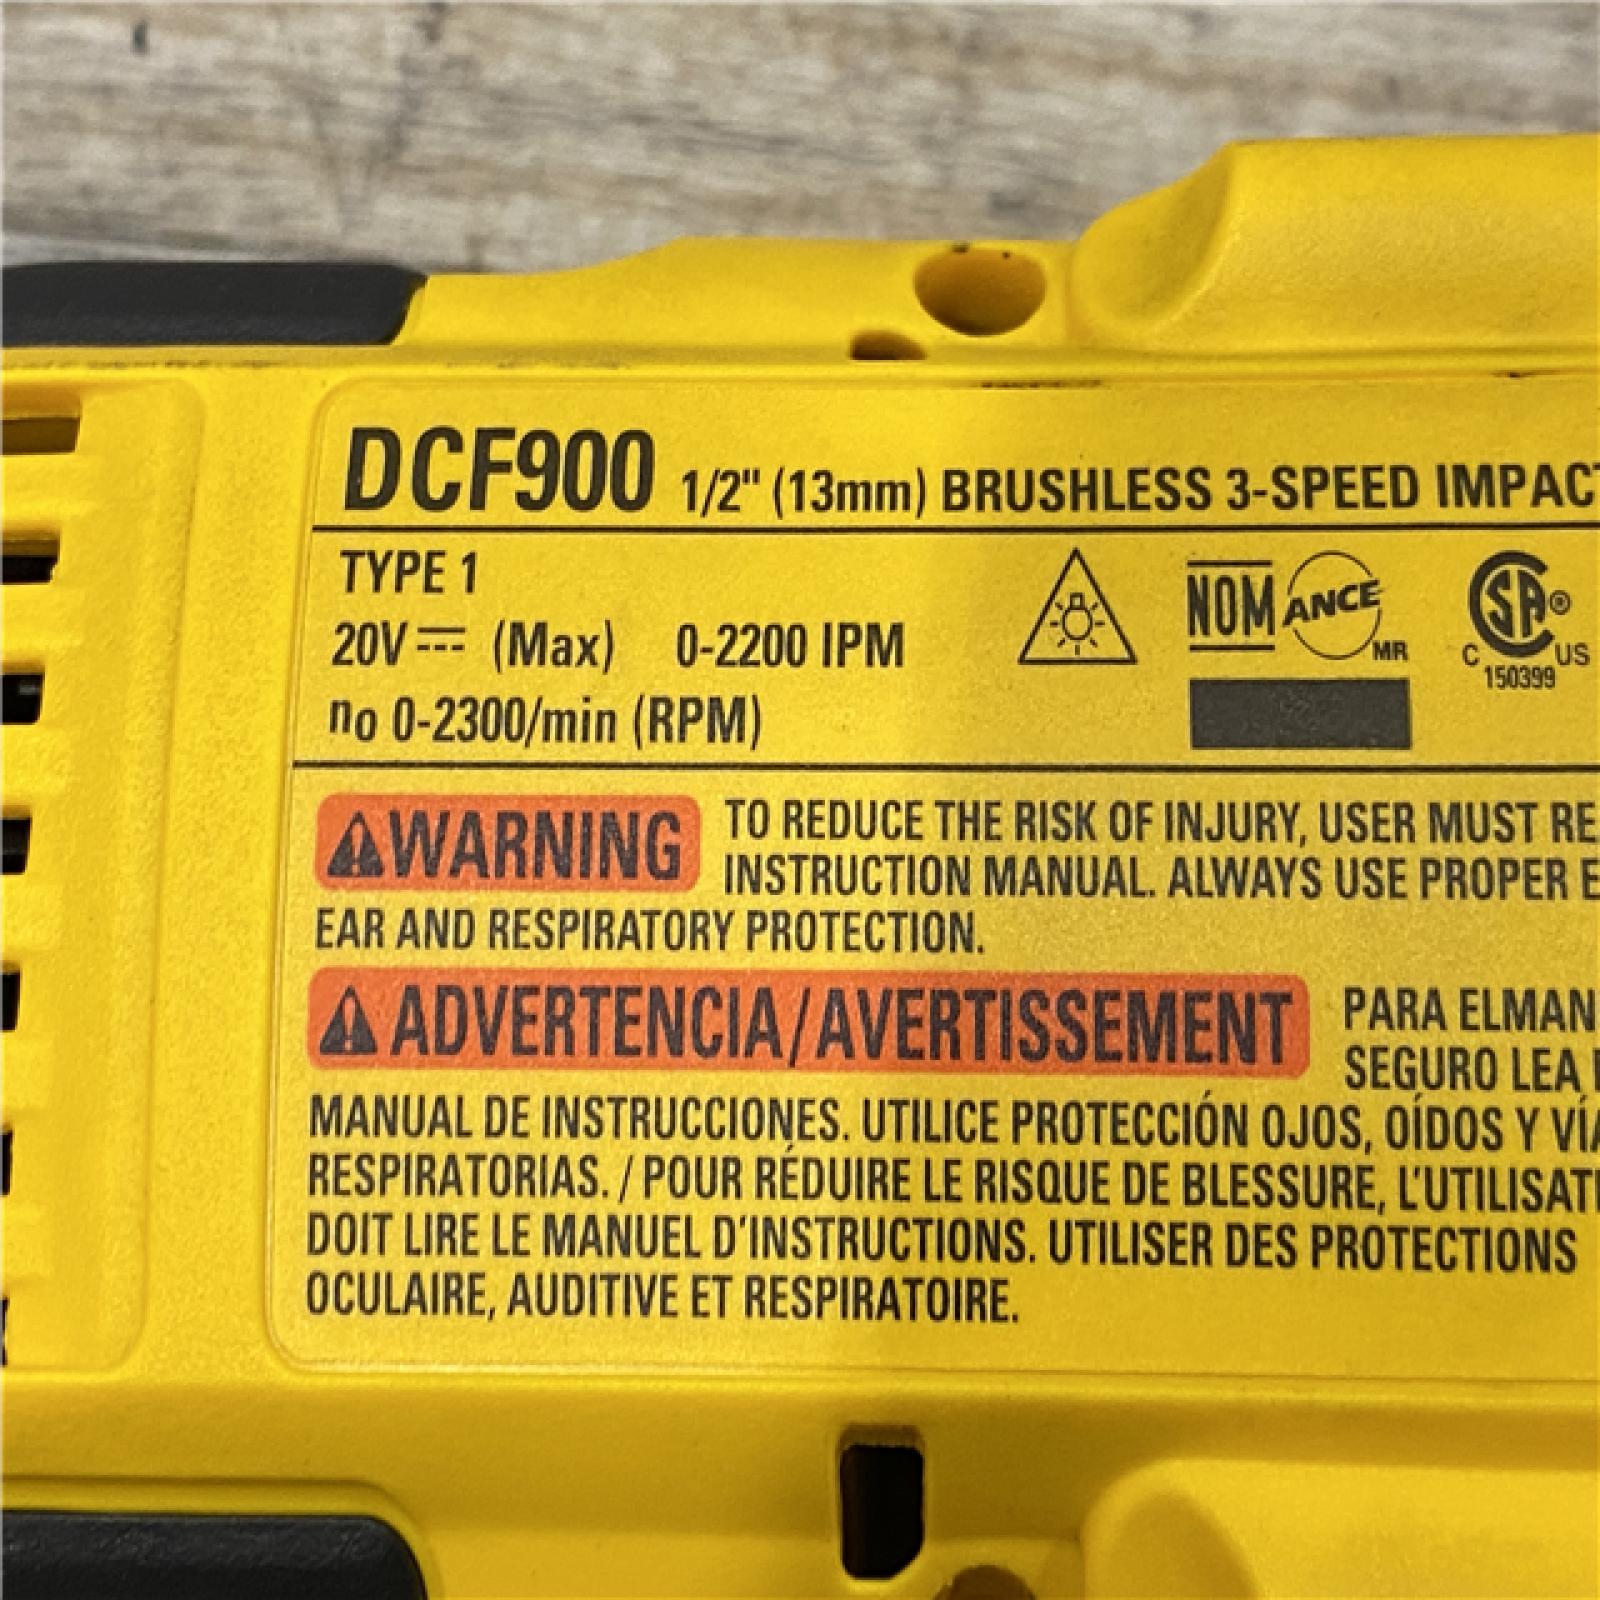 DCF900 1/2" (13mm) BRUSHLESS 3-SPEED IMPACT
TYPE 1
20V (Max) 0-2200 IPM
no 0-2300/min (RPM)
NOM ANCE MR
CSA ® C US
150399
WARNING TO REDUCE THE RISK OF INJURY, USER MUST RE
INSTRUCTION MANUAL. ALWAYS USE PROPER E
EAR AND RESPIRATORY PROTECTION.
ADVERTENCIA/AVERTISSEMENT PARA ELMAN
SEGURO LEA
MANUAL DE INSTRUCCIONES. UTILICE PROTECCIÓN OJOS, OÍDOS Y VÍA
RESPIRATORIAS. / POUR RÉDUIRE LE RISQUE DE BLESSURE, L'UTILISAT
DOIT LIRE LE MANUEL D'INSTRUCTIONS. UTILISER DES PROTECTIONS
OCULAIRE, AUDITIVE ET RESPIRATOIRE.